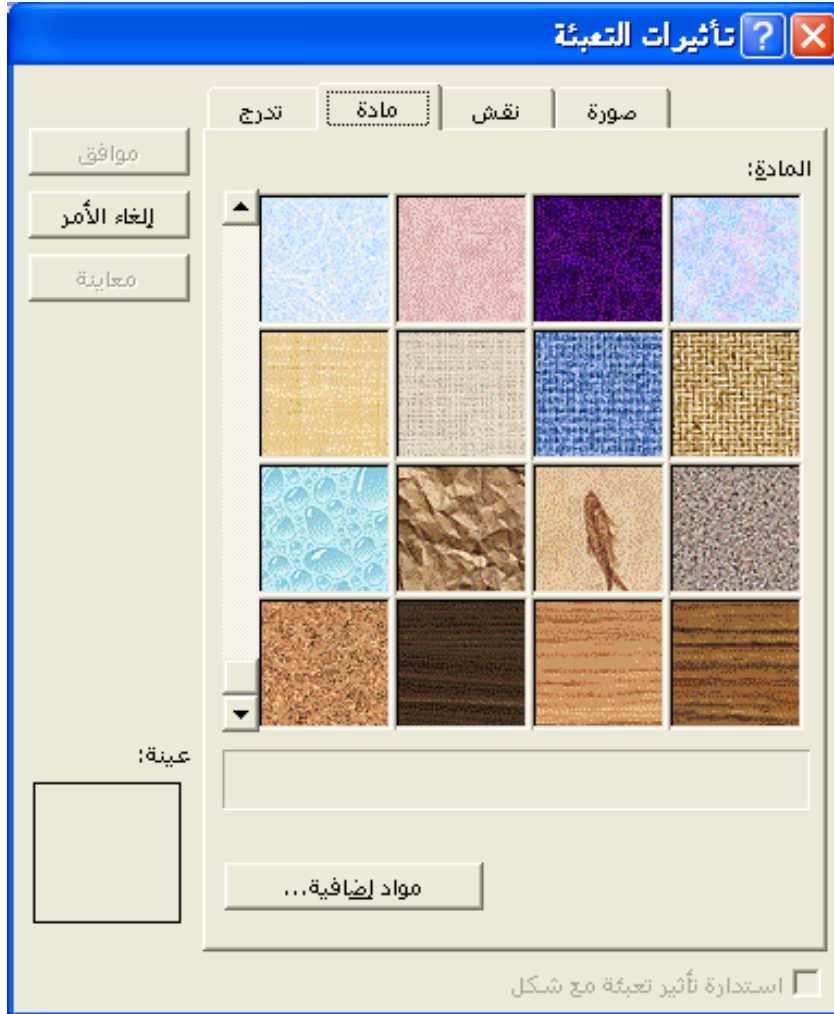 تأثيرات التعبئة
تدرج
مادة
نقش
صورة
موافق
إلغاء الأمر
معاينة
المادة:
عينة:
مواد إضافية...
استدارة تأثير تعبئة مع شكل